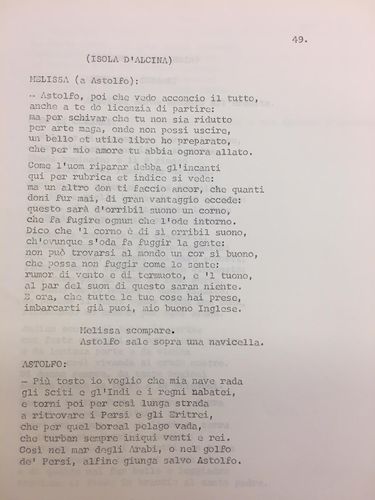 49.
(ISOLA D'ALCINA)
MELISSA (a Astolfo):
- Astolfo, poi che vedo acconcio il tutto,
anche a te do licenzia di partire:
ma per schivar che tu non sia ridutto
per arte maga, onde non possi uscire,
un bello et utile libro ho preparato,
che per mio amore tu abbia ognora allato.
Come l'uom riparar debba gl'incanti
qui per rubrica et indice si vede:
ma un altro don ti faccio ancor, che quanti
doni fur mai, di gran vantaggio eccede:
questo sarà d'orribil suono un corno,
che fa fugire ognun che l'ode intorno.
Dico che 'l corno è di sì orribil suono,
ch'ovunque s'oda fa fuggir la gente:
non può trovarsi al mondo un cor sì buono,
che possa non fuggir come lo sente:
rumor di vento e di termuoto, e 'l tuono,
al par del suon di questo saran niente.
E ora, che tutte le tue cose hai prese,
imbarcarti già puoi, mio buono Inglese.
Melissa scompare.
Astolfo sale sopra una navicella.
ASTOLFO:
- Più tosto io voglio che mia nave rada
gli Sciti e gl'Indi e i regni nabatei,
e torni poi per così lunga strada
a ritrovare i Persi e gli Eritrei,
che per quel boreal pelago vada,
che turban sempre iniqui venti e rei.
Così nel mar degli Arabi, o nel golfo
de' Persi, alfine giunga salvo Astolfo.